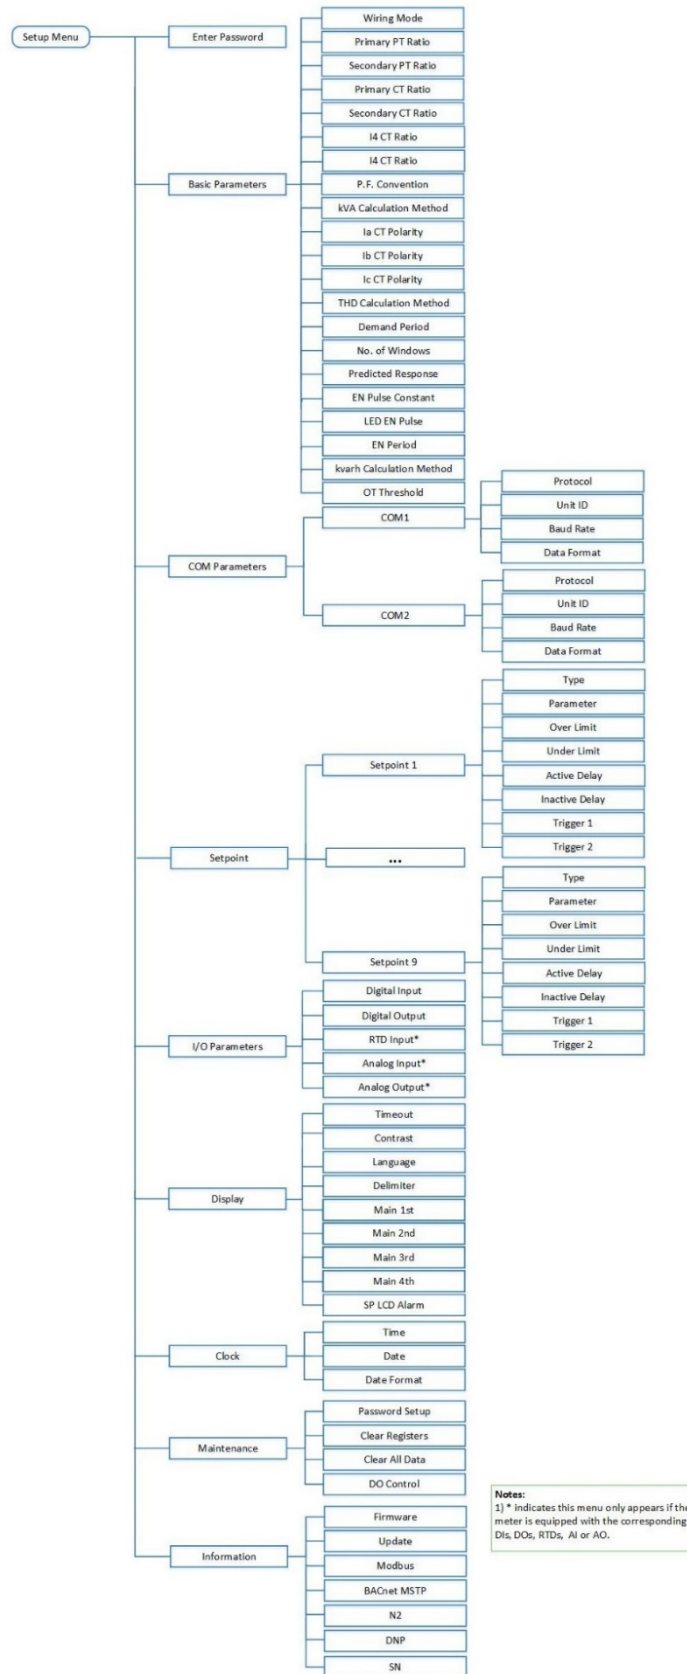 Setup Menu
Enter Password
Basic Parameters
Wiring Mode
Primary PT Ratio
Secondary PT Ratio
Primary CT Ratio
Secondary CT Ratio
I4 CT Ratio
I4 CT Ratio
P.F. Convention
kVA Calculation Method
Ia CT Polarity
Ib CT Polarity
Ic CT Polarity
THD Calculation Method
Demand Period
No. of Windows
Predicted Response
EN Pulse Constant
LED EN Pulse
EN Period
kvarh Calculation Method
OT Threshold
COM Parameters
COM1
Protocol
Unit ID
Baud Rate
Data Format
COM2
Protocol
Unit ID
Baud Rate
Data Format
Setpoint
Setpoint 1
Type
Parameter
Over Limit
Under Limit
Active Delay
Inactive Delay
Trigger 1
Trigger 2
...
Setpoint 9
Type
Parameter
Over Limit
Under Limit
Active Delay
Inactive Delay
Trigger 1
Trigger 2
I/O Parameters
Digital Input
Digital Output
RTD Input*
Analog Input*
Analog Output*
Display
Timeout
Contrast
Language
Delimiter
Main 1st
Main 2nd
Main 3rd
Main 4th
SP LCD Alarm
Clock
Time
Date
Date Format
Maintenance
Password Setup
Clear Registers
Clear All Data
DO Control
Information
Firmware
Update
Modbus
BACnet MSTP
N2
DNP
SN
Notes:
1) * indicates this menu only appears if the
meter is equipped with the corresponding
DIs, DOs, RTDs, AI or AO.